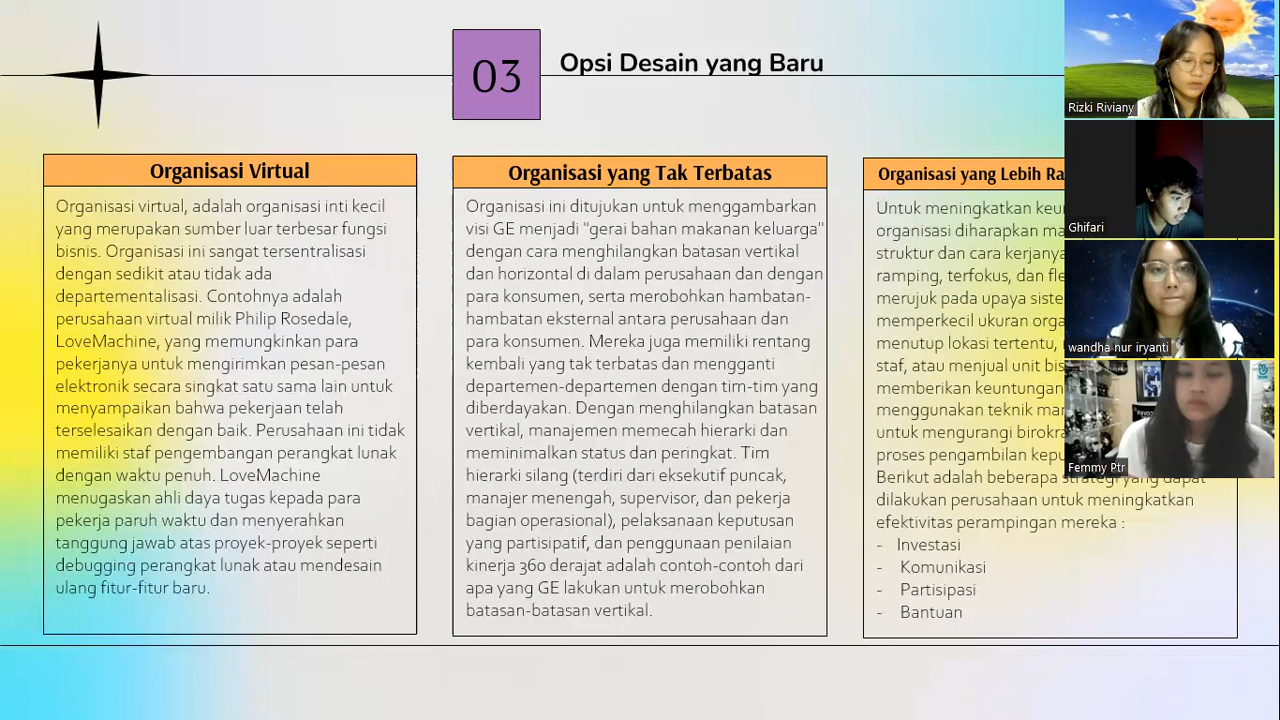 03
Opsi Desain yang Baru
Organisasi Virtual
Organisasi virtual, adalah organisasi inti kecil
yang merupakan sumber luar terbesar fungsi
bisnis. Organisasi ini sangat tersentralisasi
dengan sedikit atau tidak ada
departementalisasi. Contohnya adalah
perusahaan virtual milik Philip Rosedale,
LoveMachine, yang memungkinkan para
pekerjanya untuk mengirimkan pesan-pesan
elektronik secara singkat satu sama lain untuk
menyampaikan bahwa pekerjaan telah
terselesaikan dengan baik. Perusahaan ini tidak
memiliki staf pengembangan perangkat lunak
dengan waktu penuh. LoveMachine
menugaskan ahli daya tugas kepada para
pekerja paruh waktu dan menyerahkan
tanggung jawab atas proyek-proyek seperti
debugging perangkat lunak atau mendesain
ulang fitur-fitur baru.
Organisasi yang Tak Terbatas
Organisasi ini ditujukan untuk menggambarkan
visi GE menjadi "gerai bahan makanan keluarga"
dengan cara menghilangkan batasan vertikal
dan horizontal di dalam perusahaan dan dengan
para konsumen, serta merobohkan hambatan-
hambatan eksternal antara perusahaan dan
para konsumen. Mereka juga memiliki rentang
kembali yang tak terbatas dan mengganti
departemen-departemen dengan tim-tim yang
diberdayakan. Dengan menghilangkan batasan
vertikal, manajemen memecah hierarki dan
meminimalkan status dan peringkat. Tim
hierarki silang (terdiri dari eksekutif puncak,
manajer menengah, supervisor, dan pekerja
bagian operasional), pelaksanaan keputusan
yang partisipatif, dan penggunaan penilaian
kinerja 360 derajat adalah contoh-contoh dari
apa yang GE lakukan untuk merobohkan
batasan-batasan vertikal.
Organisasi yang Lebih Ra
Untuk meningkatkan keun
organisasi diharapkan ma
struktur dan cara kerjanya
ramping, terfokus, dan fle
merujuk pada upaya siste
memperkecil ukuran orga
menutup lokasi tertentu,
staf, atau menjual unit bis
memberikan keuntungan
menggunakan teknik mar
untuk mengurangi birokra
proses pengambilan kepu
Berikut adalah beberapa strategi yang dapat
dilakukan perusahaan untuk meningkatkan
efektivitas perampingan mereka :
- Investasi
- Komunikasi
- Partisipasi
- Bantuan
Rizki Riviany
Ghifari
wandha nur iryanti
Femmy Ptr